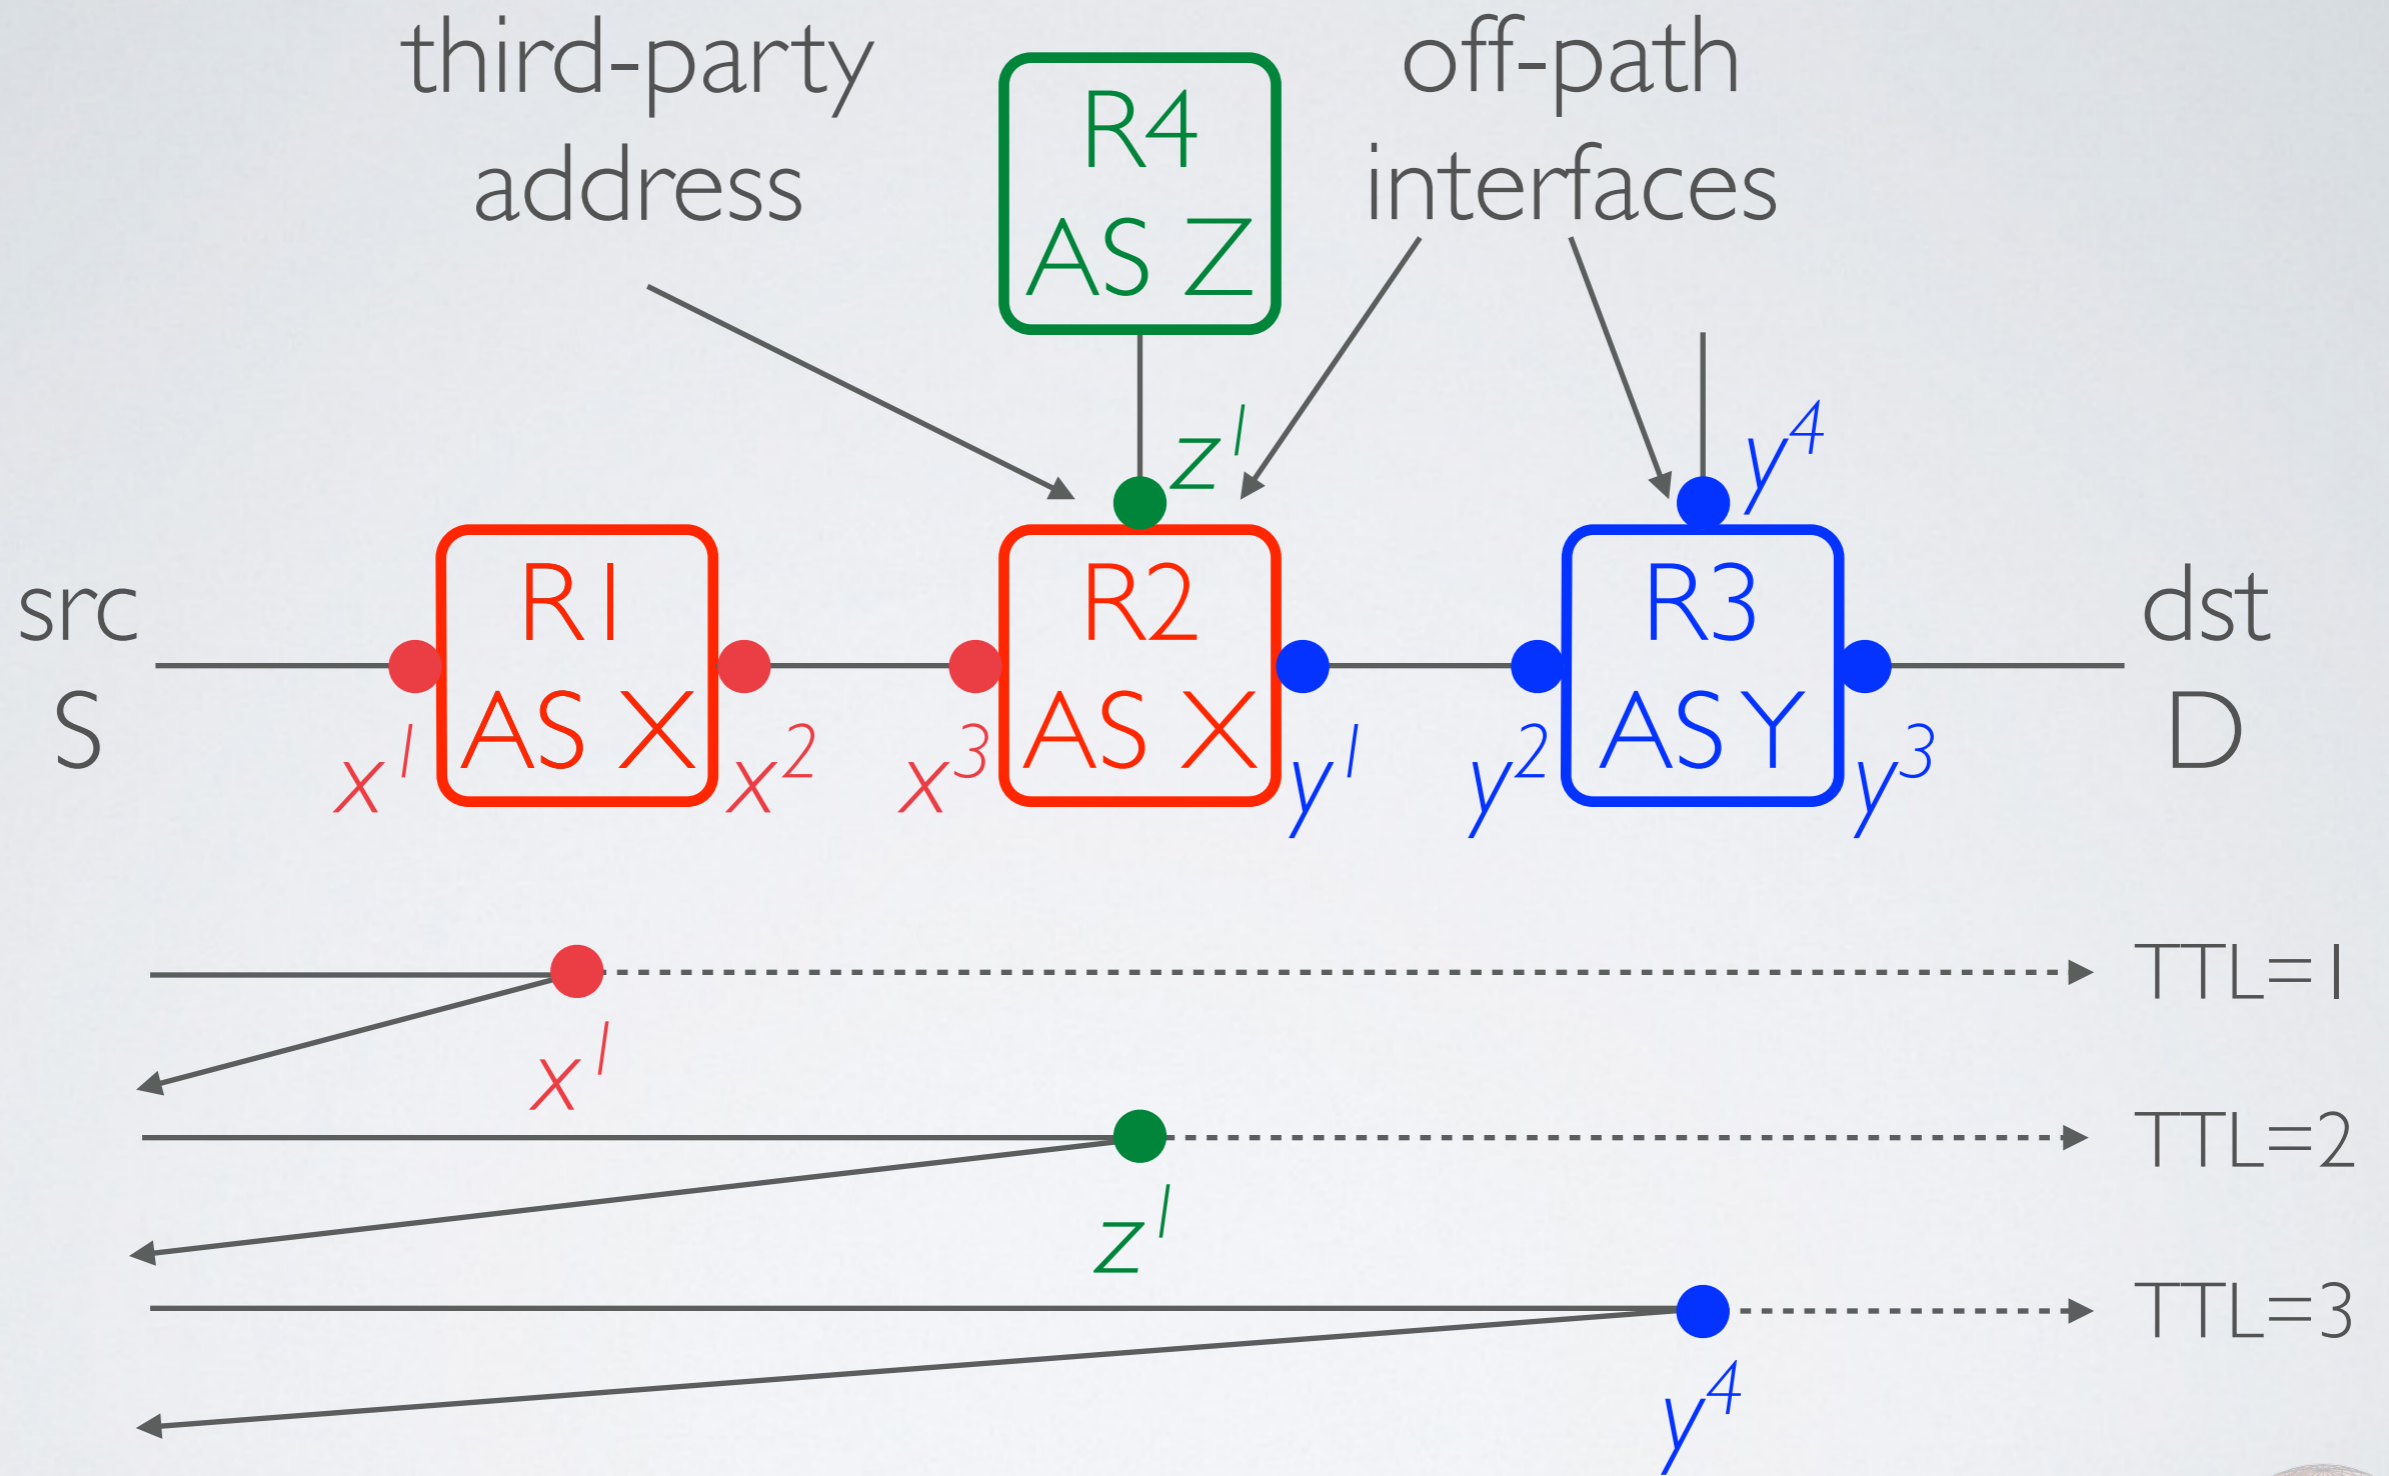 third-party
address
off-path
interfaces
R4
AS Z
z¹
y⁴
src
S
R1
AS X
R2
AS X
R3
AS Y
dst
D
x¹
x²
x³
y¹
y²
y³
TTL=1
x¹
TTL=2
z¹
TTL=3
y⁴